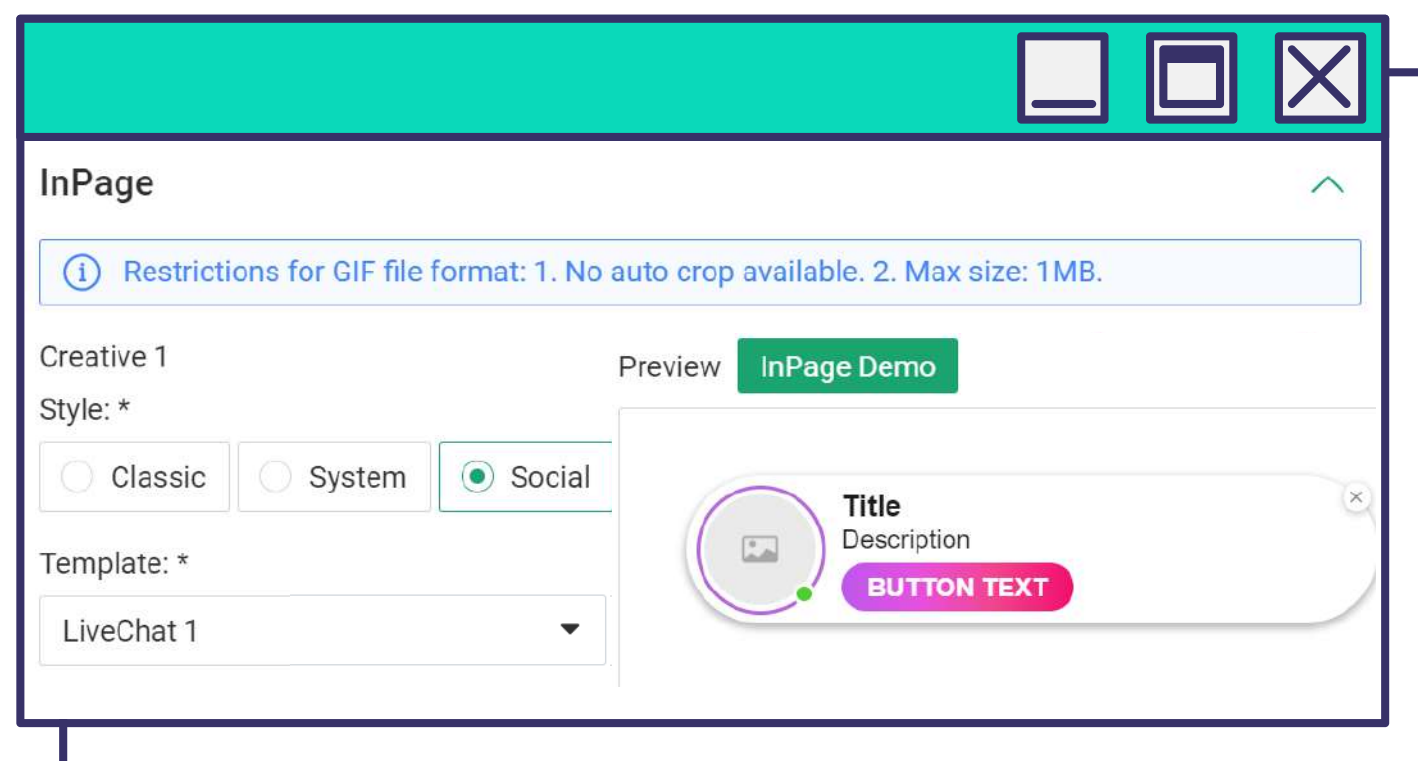 InPage
Restrictions for GIF file format: 1. No auto crop available. 2. Max size: 1MB.
Creative 1
Style: *
Classic
System
Social
Template: *
LiveChat 1
Preview
InPage Demo
Title
Description
BUTTON TEXT